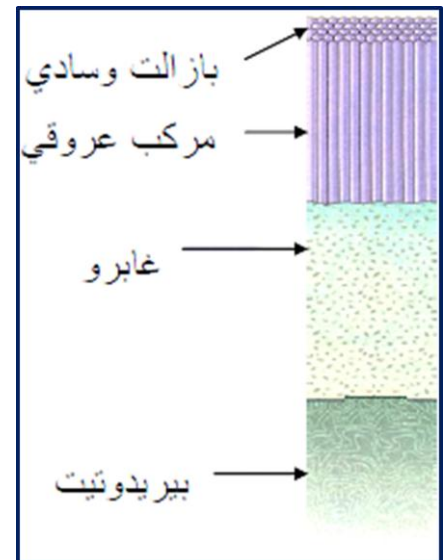 بازالت وسادي
مركب عروقي
غابرو
بيريدوتيت